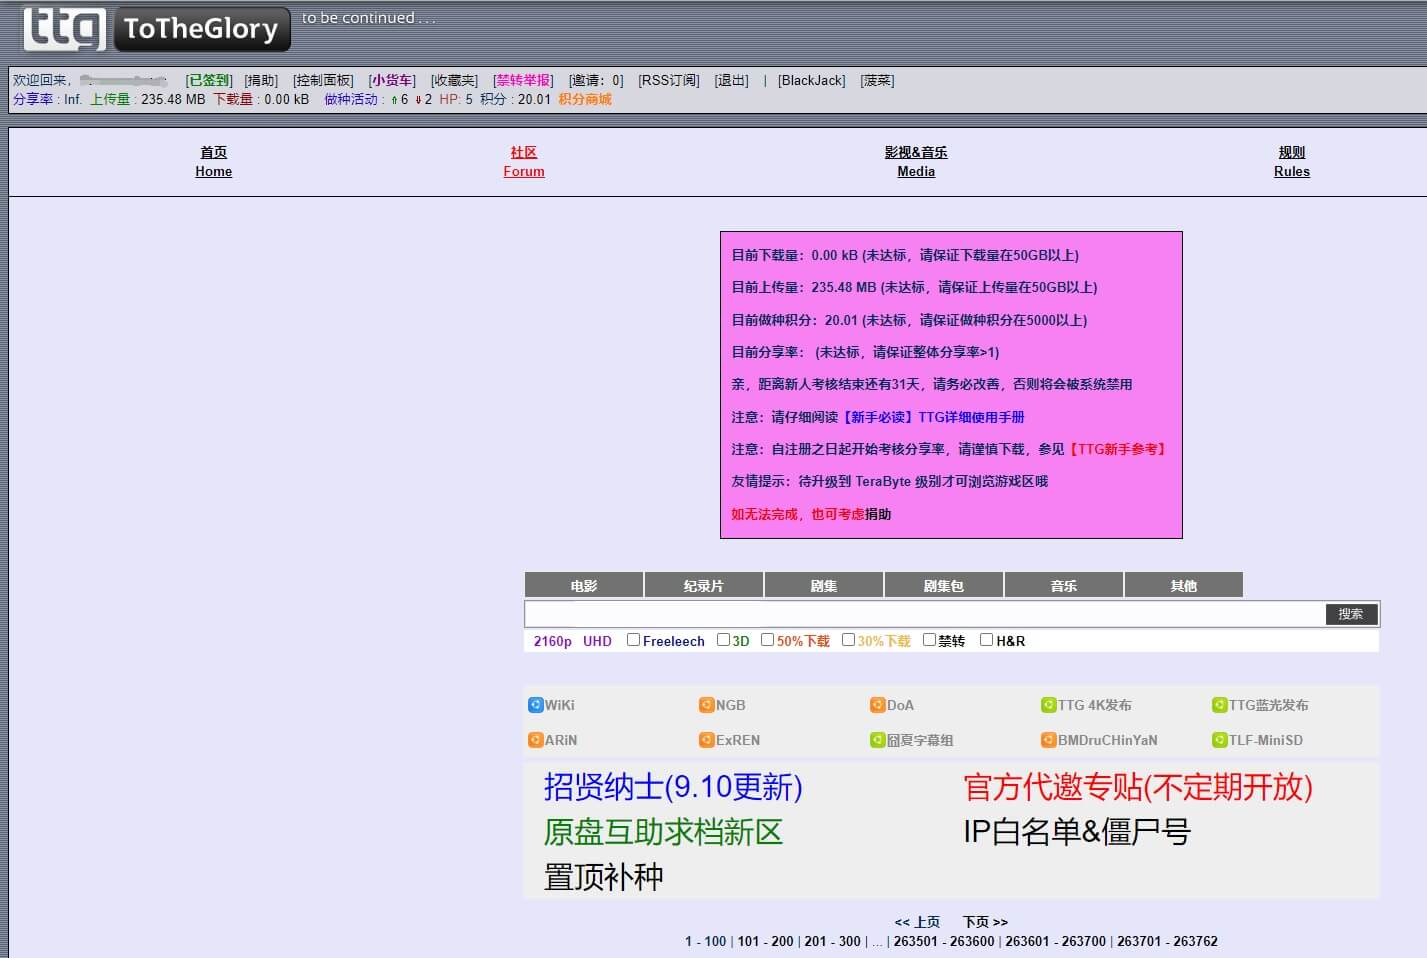 ttg ToTheGlory to be continued . . .
欢迎回来， [已签到] [捐助] [控制面板] [小货车] [收藏夹] [禁转举报] [邀请：0] [RSS订阅] [退出] | [BlackJack] [菠菜]
分享率 : Inf. 上传量 : 235.48 MB 下载量 : 0.00 kB 做种活动 : 6 2 HP: 5 积分 : 20.01 积分商城
首页 社区 影视&音乐 规则
Home Forum Media Rules
目前下载量：0.00 kB (未达标，请保证下载量在50GB以上)
目前上传量：235.48 MB (未达标，请保证上传量在50GB以上)
目前做种积分：20.01 (未达标，请保证做种积分在5000以上)
目前分享率： (未达标，请保证整体分享率>1)
亲，距离新人考核结束还有31天，请务必改善，否则将会被系统禁用
注意：请仔细阅读【新手必读】TTG详细使用手册
注意：自注册之日起开始考核分享率，请谨慎下载，参见【TTG新手参考】
友情提示：待升级到 TeraByte 级别才可浏览游戏区哦
如无法完成，也可考虑捐助
电影 纪录片 剧集 剧集包 音乐 其他
搜索
2160p UHD Freeleech 3D 50%下载 30%下载 禁转 H&R
WiKi NGB DoA TTG 4K发布 TTG蓝光发布
ARiN ExREN 囧夏字幕组 BMDruCHinYaN TLF-MiniSD
招贤纳士(9.10更新) 官方代邀专贴(不定期开放)
原盘互助求档新区 IP白名单&僵尸号
置顶补种
<< 上页 下页 >>
1 - 100 | 101 - 200 | 201 - 300 | ... | 263501 - 263600 | 263601 - 263700 | 263701 - 263762